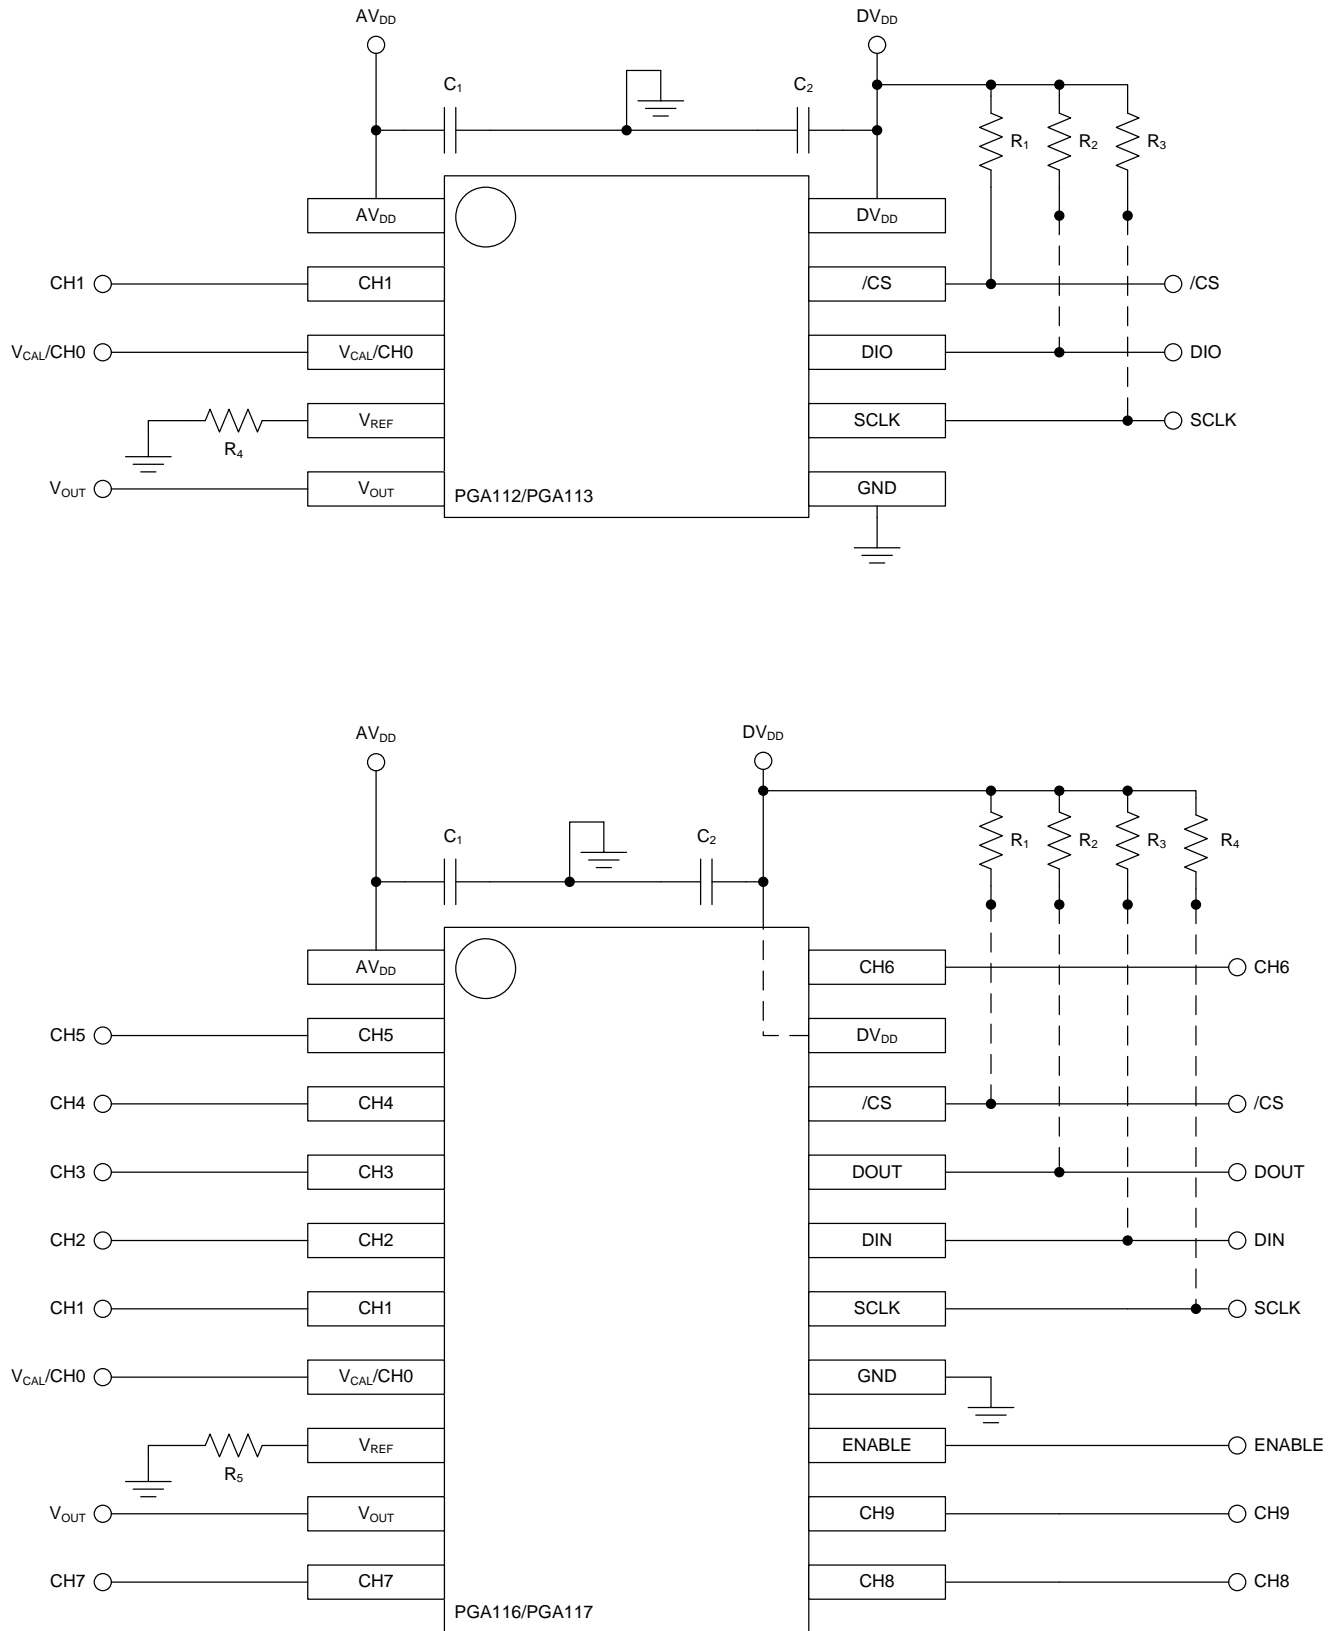 AVDD
DVDD
C1
C2
R1
R2
R3
AVDD
DVDD
CH1
CH1
/CS
/CS
VCAL/CH0
VCAL/CH0
DIO
DIO
R4
VREF
SCLK
SCLK
VOUT
VOUT
PGA112/PGA113
GND
AVDD
DVDD
C1
C2
R1
R2
R3
R4
AVDD
CH6
CH6
CH5
CH5
DVDD
CH4
CH4
/CS
/CS
CH3
CH3
DOUT
DOUT
CH2
CH2
DIN
DIN
CH1
CH1
SCLK
SCLK
VCAL/CH0
VCAL/CH0
GND
R5
VREF
ENABLE
ENABLE
VOUT
VOUT
CH9
CH9
CH7
CH7
CH8
CH8
PGA116/PGA117